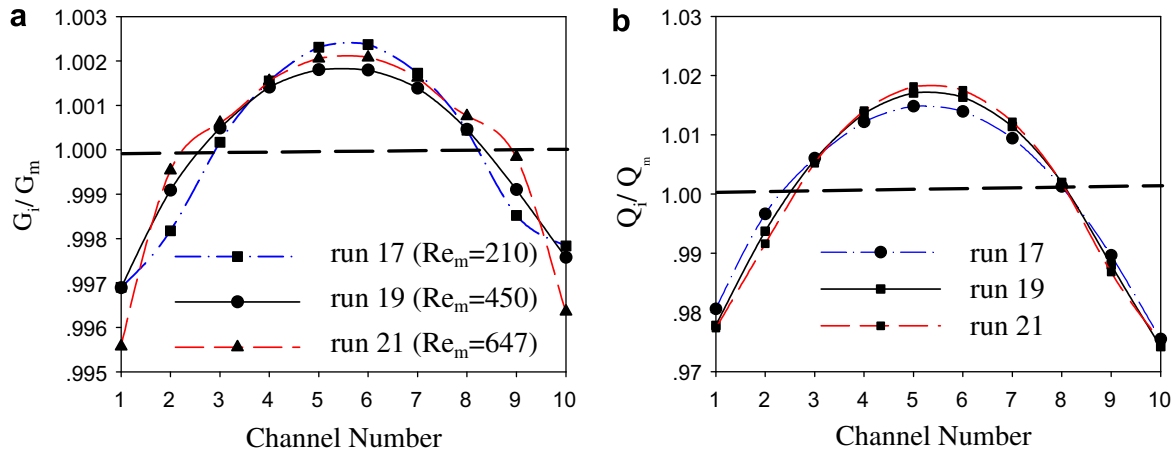 a
1.003
1.002
1.001
1.000
.999
.998
.997
.996
.995
G_i/ G_m
run 17 (Re_m=210)
run 19 (Re_m=450)
run 21 (Re_m=647)
1 2 3 4 5 6 7 8 9 10
Channel Number
b
1.03
1.02
1.01
1.00
.99
.98
.97
Q_i/ Q_m
run 17
run 19
run 21
1 2 3 4 5 6 7 8 9 10
Channel Number